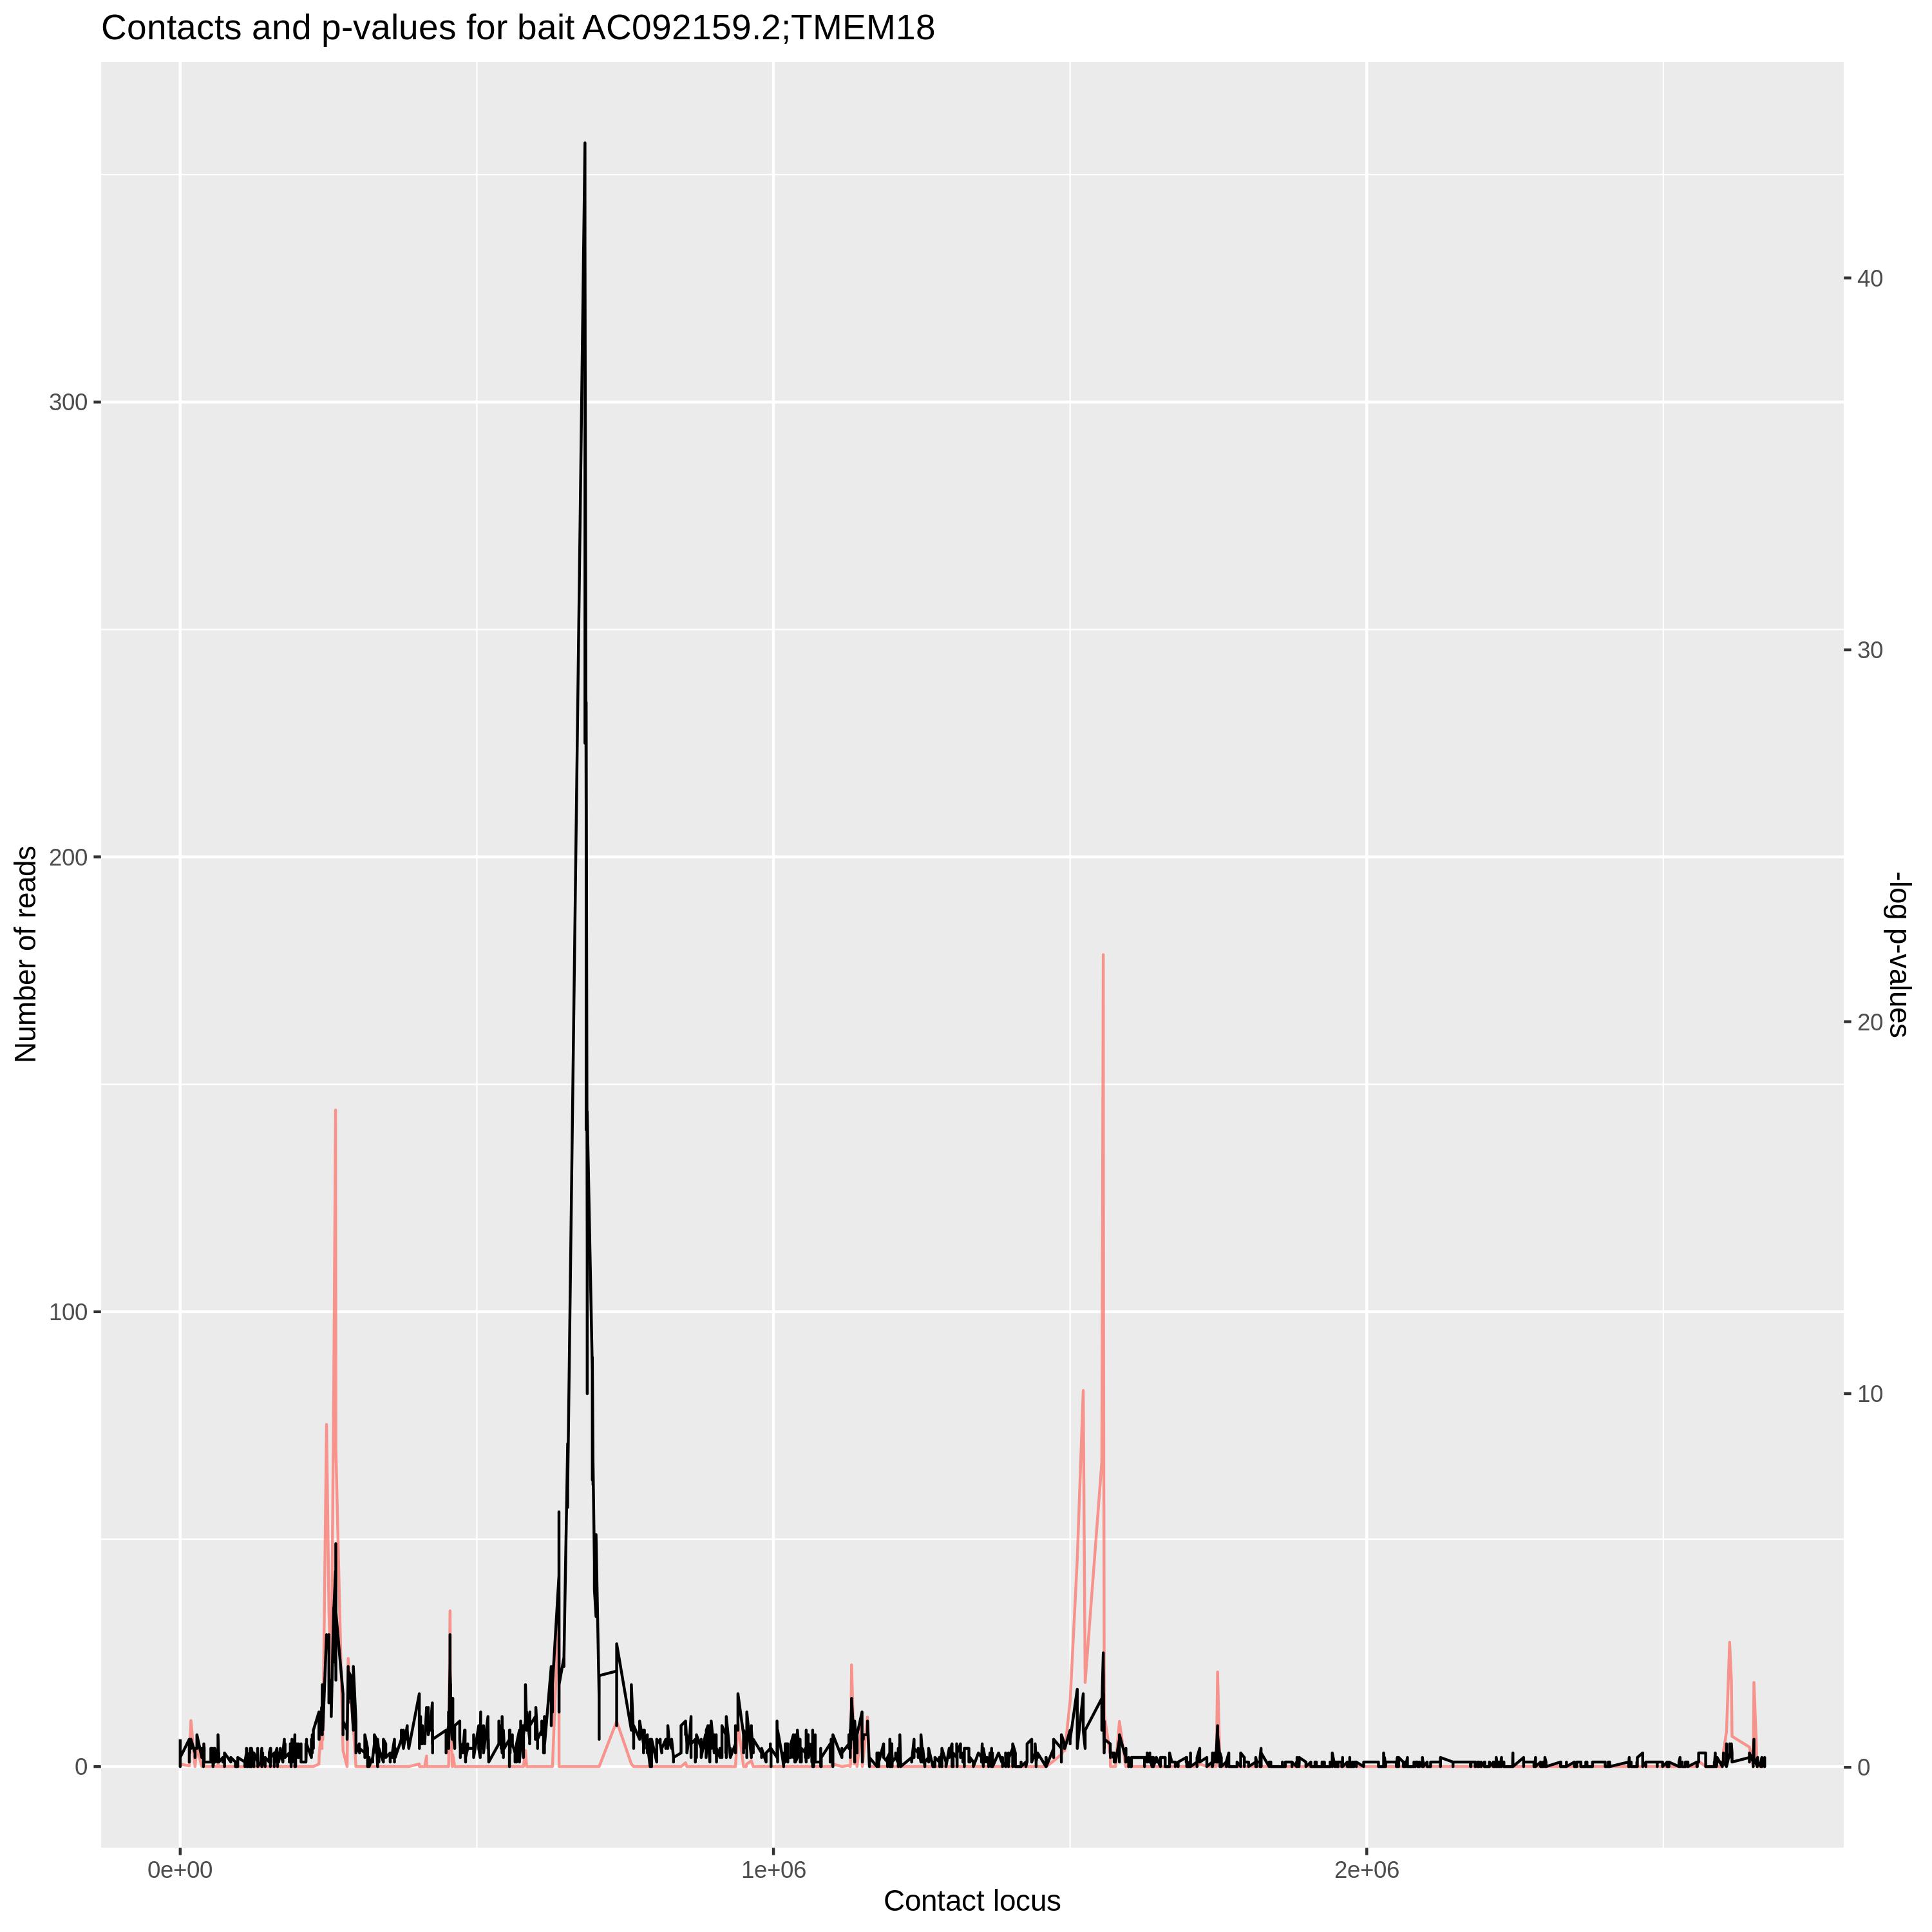 Contacts and p-values for bait AC092159.2;TMEM18
Number of reads
300
200
100
0
40
30
20
10
0
-log p-values
0e+00
1e+06
2e+06
Contact locus